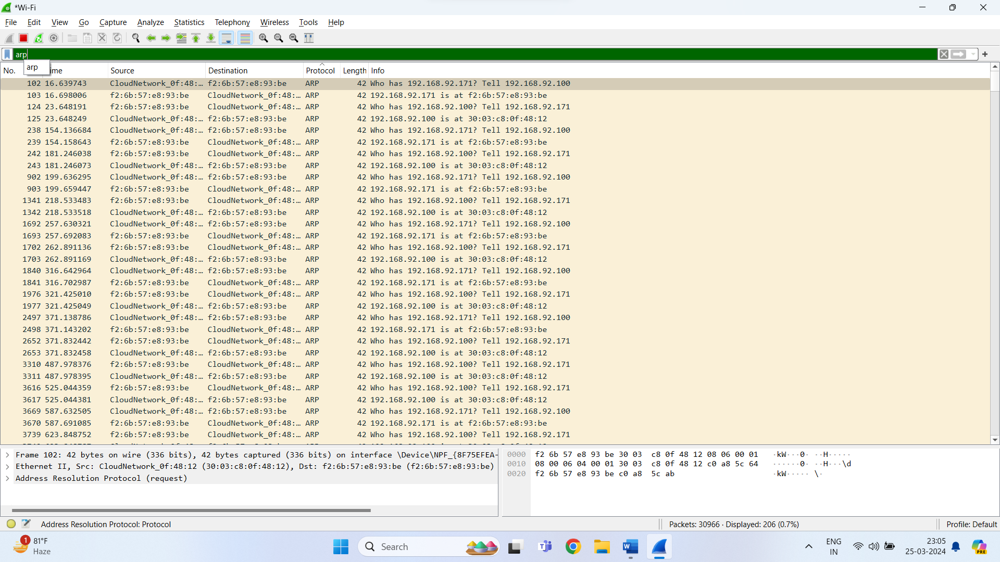 *Wi-Fi
File Edit View Go Capture Analyze Statistics Telephony Wireless Tools Help
arp
arp
No. ime Source Destination Protocol Length Info
102 16.639743 CloudNetwork_0f:48:… f2:6b:57:e8:93:be ARP 42 Who has 192.168.92.171? Tell 192.168.92.100
103 16.698006 f2:6b:57:e8:93:be CloudNetwork_0f:48:… ARP 42 192.168.92.171 is at f2:6b:57:e8:93:be
124 23.648191 f2:6b:57:e8:93:be CloudNetwork_0f:48:… ARP 42 Who has 192.168.92.100? Tell 192.168.92.171
125 23.648249 CloudNetwork_0f:48:… f2:6b:57:e8:93:be ARP 42 192.168.92.100 is at 30:03:c8:0f:48:12
238 154.136684 CloudNetwork_0f:48:… f2:6b:57:e8:93:be ARP 42 Who has 192.168.92.171? Tell 192.168.92.100
239 154.158643 f2:6b:57:e8:93:be CloudNetwork_0f:48:… ARP 42 192.168.92.171 is at f2:6b:57:e8:93:be
242 181.246038 f2:6b:57:e8:93:be CloudNetwork_0f:48:… ARP 42 Who has 192.168.92.100? Tell 192.168.92.171
243 181.246073 CloudNetwork_0f:48:… f2:6b:57:e8:93:be ARP 42 192.168.92.100 is at 30:03:c8:0f:48:12
902 199.636295 CloudNetwork_0f:48:… f2:6b:57:e8:93:be ARP 42 Who has 192.168.92.171? Tell 192.168.92.100
903 199.659447 f2:6b:57:e8:93:be CloudNetwork_0f:48:… ARP 42 192.168.92.171 is at f2:6b:57:e8:93:be
1341 218.533483 f2:6b:57:e8:93:be CloudNetwork_0f:48:… ARP 42 Who has 192.168.92.100? Tell 192.168.92.171
1342 218.533518 CloudNetwork_0f:48:… f2:6b:57:e8:93:be ARP 42 192.168.92.100 is at 30:03:c8:0f:48:12
1692 257.630321 CloudNetwork_0f:48:… f2:6b:57:e8:93:be ARP 42 Who has 192.168.92.171? Tell 192.168.92.100
1693 257.692083 f2:6b:57:e8:93:be CloudNetwork_0f:48:… ARP 42 192.168.92.171 is at f2:6b:57:e8:93:be
1702 262.891136 f2:6b:57:e8:93:be CloudNetwork_0f:48:… ARP 42 Who has 192.168.92.100? Tell 192.168.92.171
1703 262.891169 CloudNetwork_0f:48:… f2:6b:57:e8:93:be ARP 42 192.168.92.100 is at 30:03:c8:0f:48:12
1840 316.642964 CloudNetwork_0f:48:… f2:6b:57:e8:93:be ARP 42 Who has 192.168.92.171? Tell 192.168.92.100
1841 316.702987 f2:6b:57:e8:93:be CloudNetwork_0f:48:… ARP 42 192.168.92.171 is at f2:6b:57:e8:93:be
1976 321.425010 f2:6b:57:e8:93:be CloudNetwork_0f:48:… ARP 42 Who has 192.168.92.100? Tell 192.168.92.171
1977 321.425049 CloudNetwork_0f:48:… f2:6b:57:e8:93:be ARP 42 192.168.92.100 is at 30:03:c8:0f:48:12
2497 371.138786 CloudNetwork_0f:48:… f2:6b:57:e8:93:be ARP 42 Who has 192.168.92.171? Tell 192.168.92.100
2498 371.143202 f2:6b:57:e8:93:be CloudNetwork_0f:48:… ARP 42 192.168.92.171 is at f2:6b:57:e8:93:be
2652 371.832442 f2:6b:57:e8:93:be CloudNetwork_0f:48:… ARP 42 Who has 192.168.92.100? Tell 192.168.92.171
2653 371.832458 CloudNetwork_0f:48:… f2:6b:57:e8:93:be ARP 42 192.168.92.100 is at 30:03:c8:0f:48:12
3310 487.978376 f2:6b:57:e8:93:be CloudNetwork_0f:48:… ARP 42 Who has 192.168.92.100? Tell 192.168.92.171
3311 487.978395 CloudNetwork_0f:48:… f2:6b:57:e8:93:be ARP 42 192.168.92.100 is at 30:03:c8:0f:48:12
3616 525.044359 f2:6b:57:e8:93:be CloudNetwork_0f:48:… ARP 42 Who has 192.168.92.100? Tell 192.168.92.171
3617 525.044381 CloudNetwork_0f:48:… f2:6b:57:e8:93:be ARP 42 192.168.92.100 is at 30:03:c8:0f:48:12
3669 587.632505 CloudNetwork_0f:48:… f2:6b:57:e8:93:be ARP 42 Who has 192.168.92.171? Tell 192.168.92.100
3670 587.691085 f2:6b:57:e8:93:be CloudNetwork_0f:48:… ARP 42 192.168.92.171 is at f2:6b:57:e8:93:be
3739 623.848752 f2:6b:57:e8:93:be CloudNetwork_0f:48:… ARP 42 Who has 192.168.92.100? Tell 192.168.92.171
Frame 102: 42 bytes on wire (336 bits), 42 bytes captured (336 bits) on interface \Device\NPF_{8F75EFEA-
Ethernet II, Src: CloudNetwork_0f:48:12 (30:03:c8:0f:48:12), Dst: f2:6b:57:e8:93:be (f2:6b:57:e8:93:be)
Address Resolution Protocol (request)
0000 f2 6b 57 e8 93 be 30 03 c8 0f 48 12 08 06 00 01 ·kW···0· ··H·····
0010 08 00 06 04 00 01 30 03 c8 0f 48 12 c0 a8 5c 64 ······0· ··H···\d
0020 f2 6b 57 e8 93 be c0 a8 5c ab ·kW····· \·
Address Resolution Protocol: Protocol
Packets: 30966 · Displayed: 206 (0.7%)
Profile: Default
1
81°F
Haze
Search
ENG
IN
23:05
25-03-2024
PRE